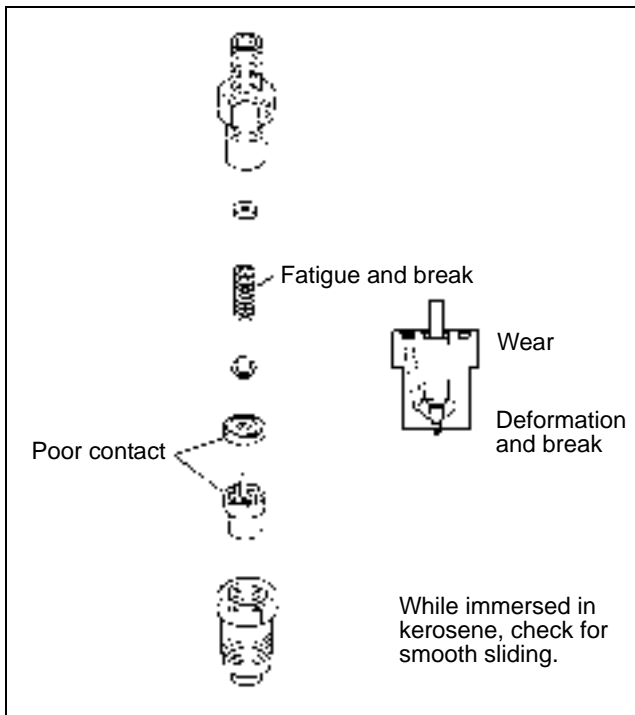 Fatigue and break
Wear
Deformation
and break
Poor contact
While immersed in
kerosene, check for
smooth sliding.